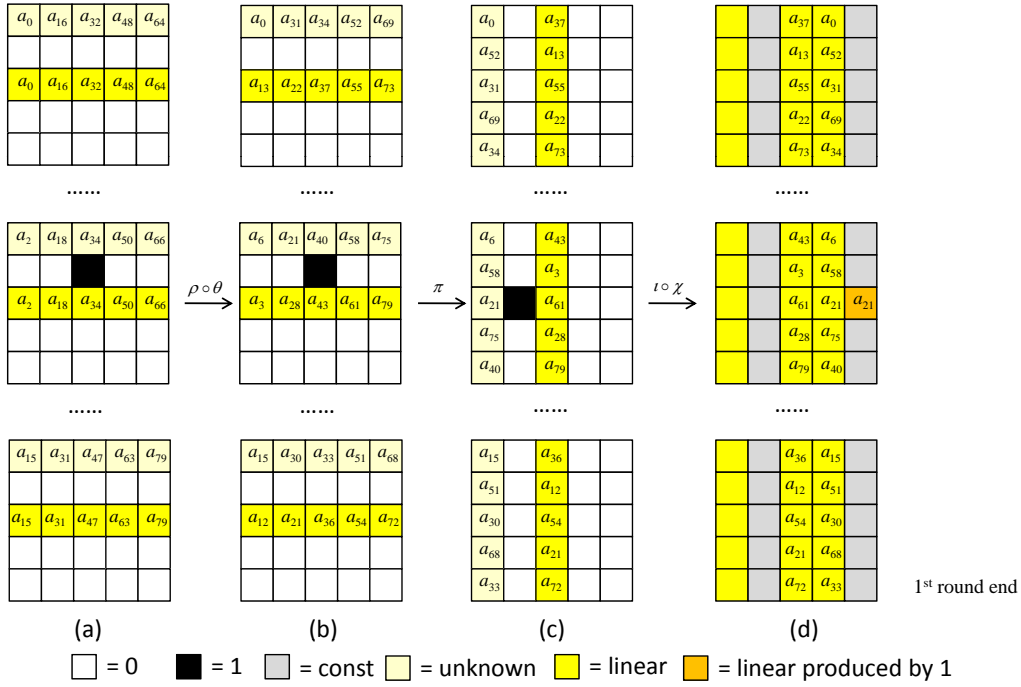 a0 a16 a32 a48 a64
a0 a16 a32 a48 a64
a0 a31 a34 a52 a69
a13 a22 a37 a55 a73
a0 a37
a52 a13
a31 a55
a69 a22
a34 a73
a37 a0
a13 a52
a55 a31
a22 a69
a73 a34
...... ...... ...... ......
a2 a18 a34 a50 a66
a2 a18 a34 a50 a66
ρ∘θ
a6 a21 a40 a58 a75
a3 a28 a43 a61 a79
π
a6 a43
a58 a3
a21 a61
a75 a28
a40 a79
ι∘χ
a43 a6
a3 a58
a61 a21 a21
a28 a75
a79 a40
...... ...... ...... ......
a15 a31 a47 a63 a79
a15 a31 a47 a63 a79
a15 a30 a33 a51 a68
a12 a21 a36 a54 a72
a15 a36
a51 a12
a30 a54
a68 a21
a33 a72
a36 a15
a12 a51
a54 a30
a21 a68
a72 a33
1st round end
(a) (b) (c) (d)
= 0 = 1 = const = unknown = linear = linear produced by 1